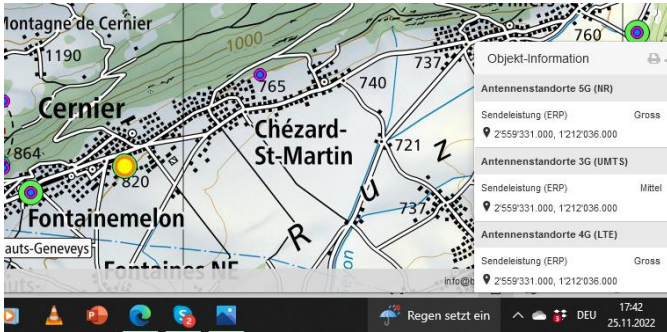 Montagne de Cernier
1190
1000
760
737
765
740
Cernier
Chézard-
St-Martin
721
864
820
Z
u
737
R
Fontainemelon
auts-Geneveys
Fontaines NE
info@b
Objekt-Information
Antennenstandorte 5G (NR)
Sendeleistung (ERP) Gross
2'559'331.000, 1'212'036.000
Antennenstandorte 3G (UMTS)
Sendeleistung (ERP) Mittel
2'559'331.000, 1'212'036.000
Antennenstandorte 4G (LTE)
Sendeleistung (ERP) Gross
2'559'331.000, 1'212'036.000
Regen setzt ein
DEU
17:42
25.11.2022